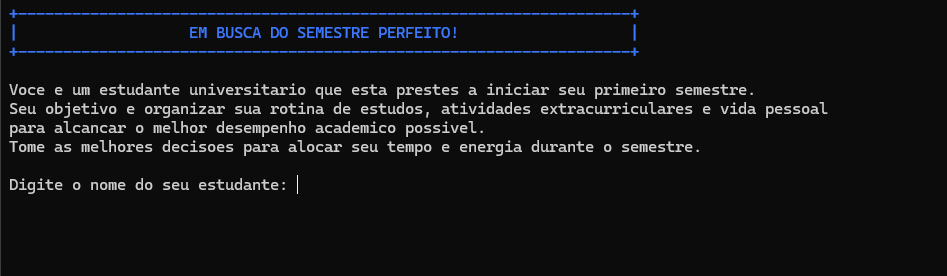 EM BUSCA DO SEMESTRE PERFEITO!
Voce e um estudante universitario que esta prestes a iniciar seu primeiro semestre.
Seu objetivo e organizar sua rotina de estudos, atividades extracurriculares e vida pessoal
para alcancar o melhor desempenho academico possivel.
Tome as melhores decisoes para alocar seu tempo e energia durante o semestre.
Digite o nome do seu estudante: